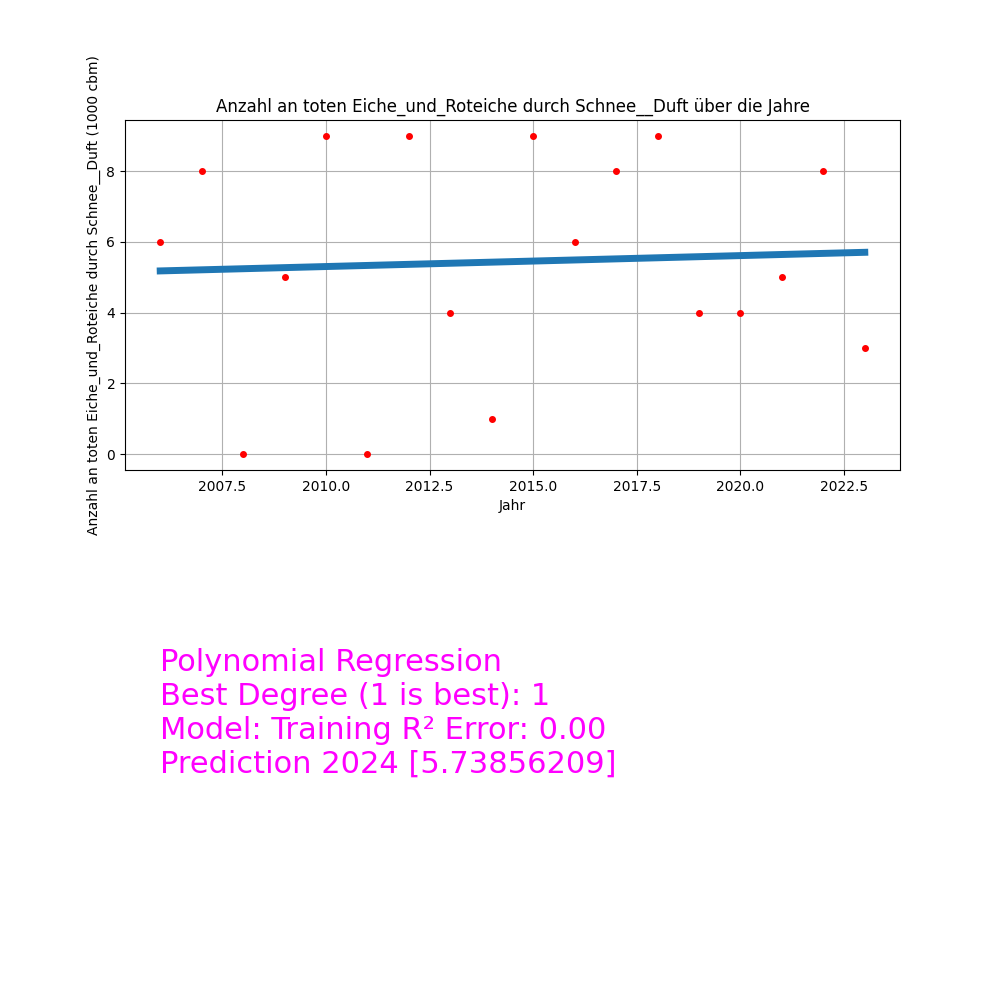 Anzahl an toten Eiche_und_Roteiche durch Schnee__Duft über die Jahre
Anzahl an toten Eiche_und_Roteiche durch Schnee__Duft (1000 cbm)
8
6
4
2
0
2007.5 2010.0 2012.5 2015.0 2017.5 2020.0 2022.5
Jahr
Polynomial Regression
Best Degree (1 is best): 1
Model: Training R² Error: 0.00
Prediction 2024 [5.73856209]